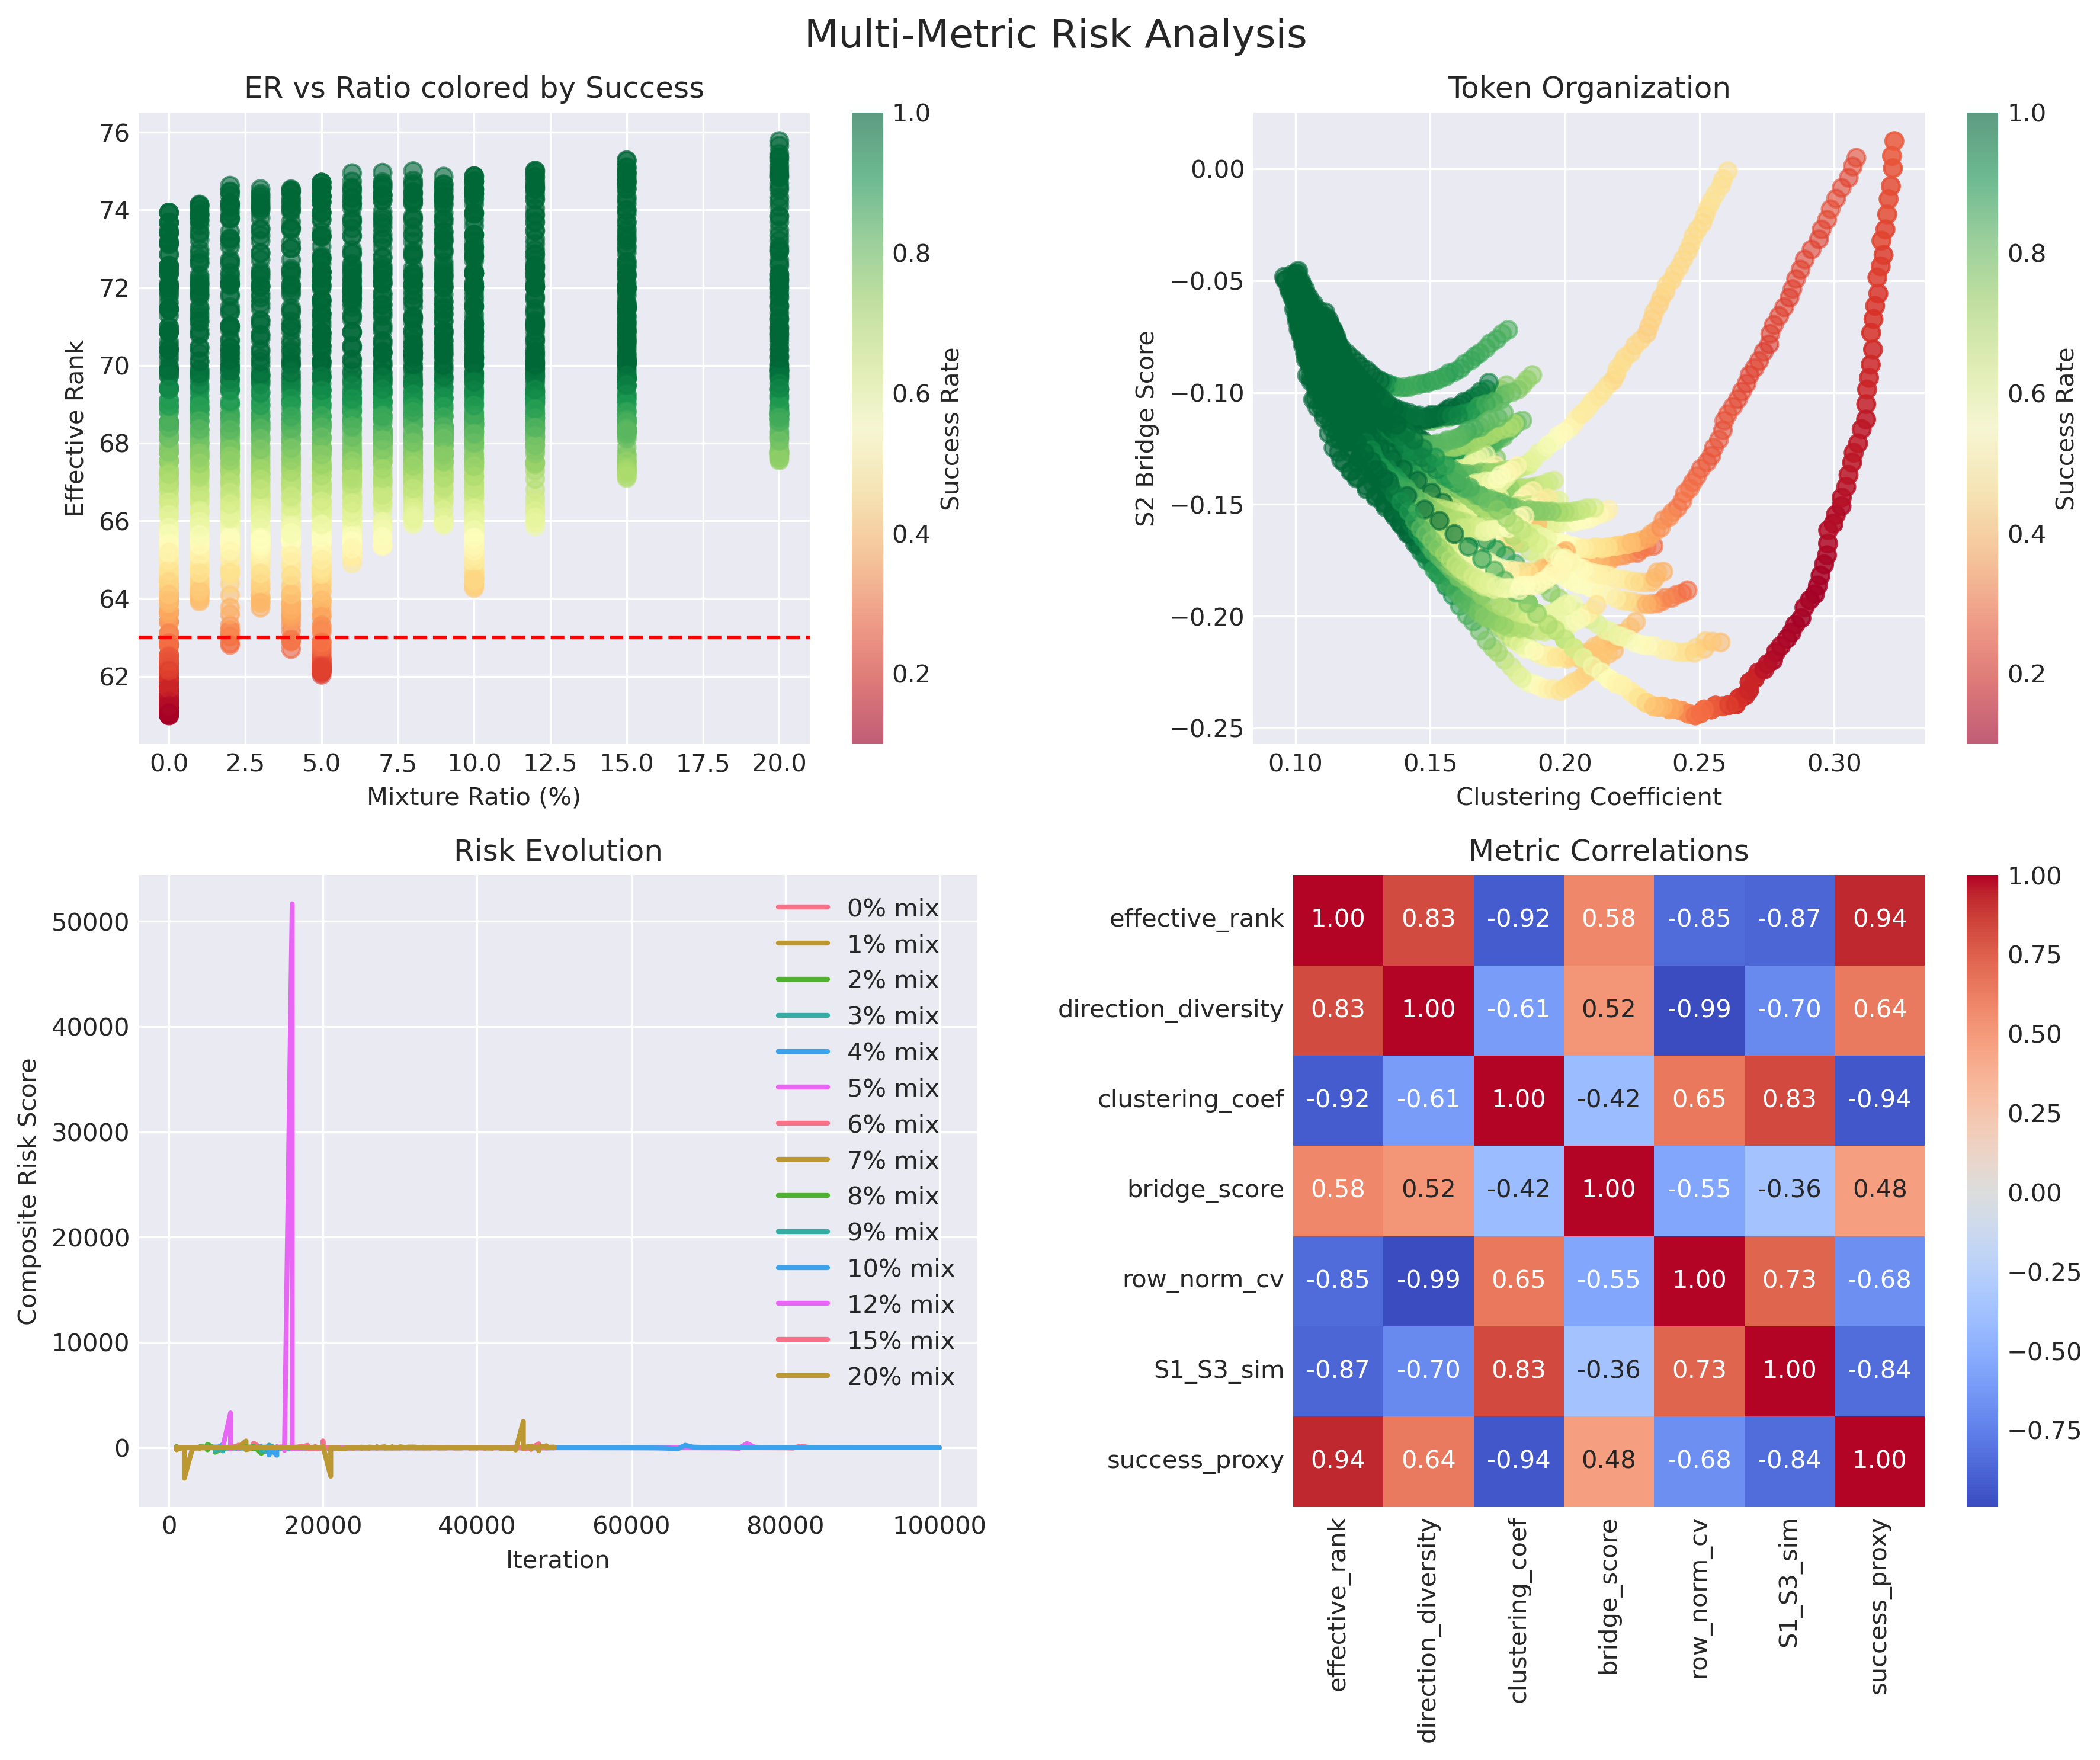 Multi-Metric Risk Analysis
ER vs Ratio colored by Success
Effective Rank
76
74
72
70
68
66
64
62
0.0 2.5 5.0 7.5 10.0 12.5 15.0 17.5 20.0
Mixture Ratio (%)
1.0
0.8
0.6
0.4
0.2
Success Rate
Token Organization
S2 Bridge Score
0.00
−0.05
−0.10
−0.15
−0.20
−0.25
0.10 0.15 0.20 0.25 0.30
Clustering Coefficient
1.0
0.8
0.6
0.4
0.2
Success Rate
Risk Evolution
Composite Risk Score
50000
40000
30000
20000
10000
0
0 20000 40000 60000 80000 100000
Iteration
0% mix
1% mix
2% mix
3% mix
4% mix
5% mix
6% mix
7% mix
8% mix
9% mix
10% mix
12% mix
15% mix
20% mix
Metric Correlations
effective_rank 1.00 0.83 -0.92 0.58 -0.85 -0.87 0.94
direction_diversity 0.83 1.00 -0.61 0.52 -0.99 -0.70 0.64
clustering_coef -0.92 -0.61 1.00 -0.42 0.65 0.83 -0.94
bridge_score 0.58 0.52 -0.42 1.00 -0.55 -0.36 0.48
row_norm_cv -0.85 -0.99 0.65 -0.55 1.00 0.73 -0.68
S1_S3_sim -0.87 -0.70 0.83 -0.36 0.73 1.00 -0.84
success_proxy 0.94 0.64 -0.94 0.48 -0.68 -0.84 1.00
effective_rank
direction_diversity
clustering_coef
bridge_score
row_norm_cv
S1_S3_sim
success_proxy
1.00
0.75
0.50
0.25
0.00
−0.25
−0.50
−0.75